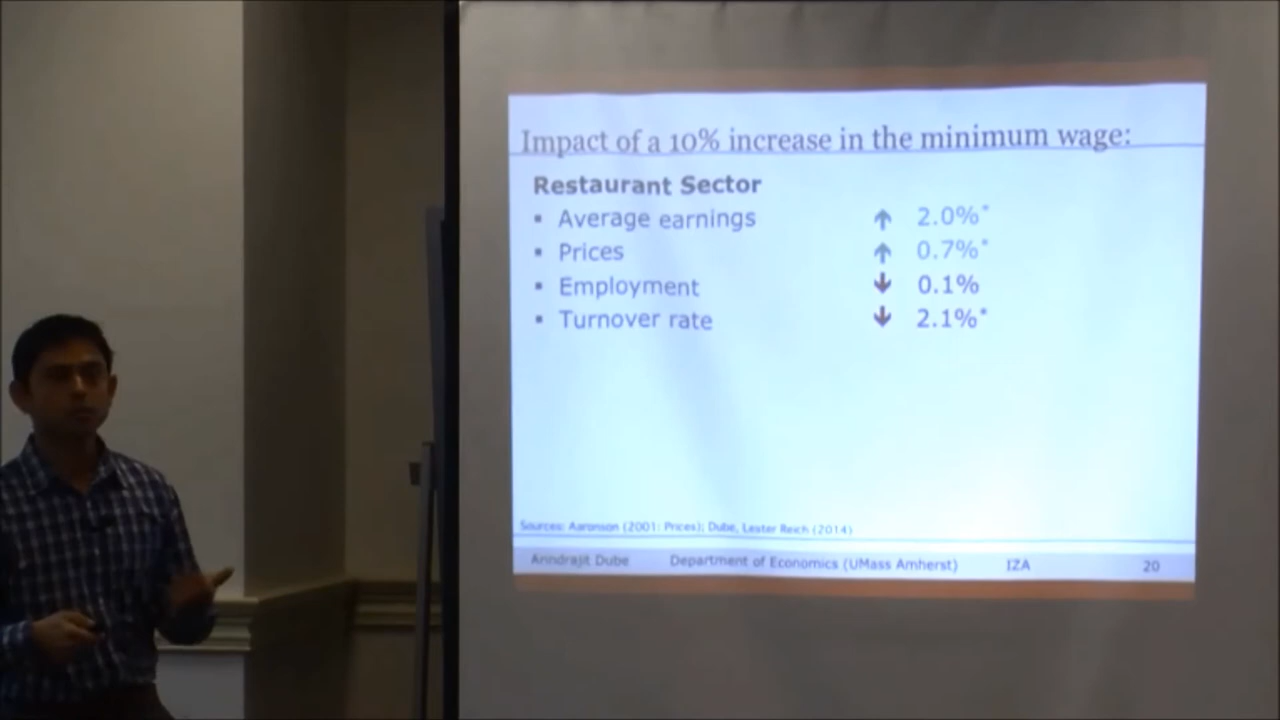 Impact of a 10% increase in the minimum wage:
Restaurant Sector
▪ Average earnings ↑ 2.0%*
▪ Prices ↑ 0.7%*
▪ Employment ↓ 0.1%
▪ Turnover rate ↓ 2.1%*
Sources: Aaronson (2001: Prices); Dube, Lester Reich (2014)
Arindrajit Dube Department of Economics (UMass Amherst) IZA 20